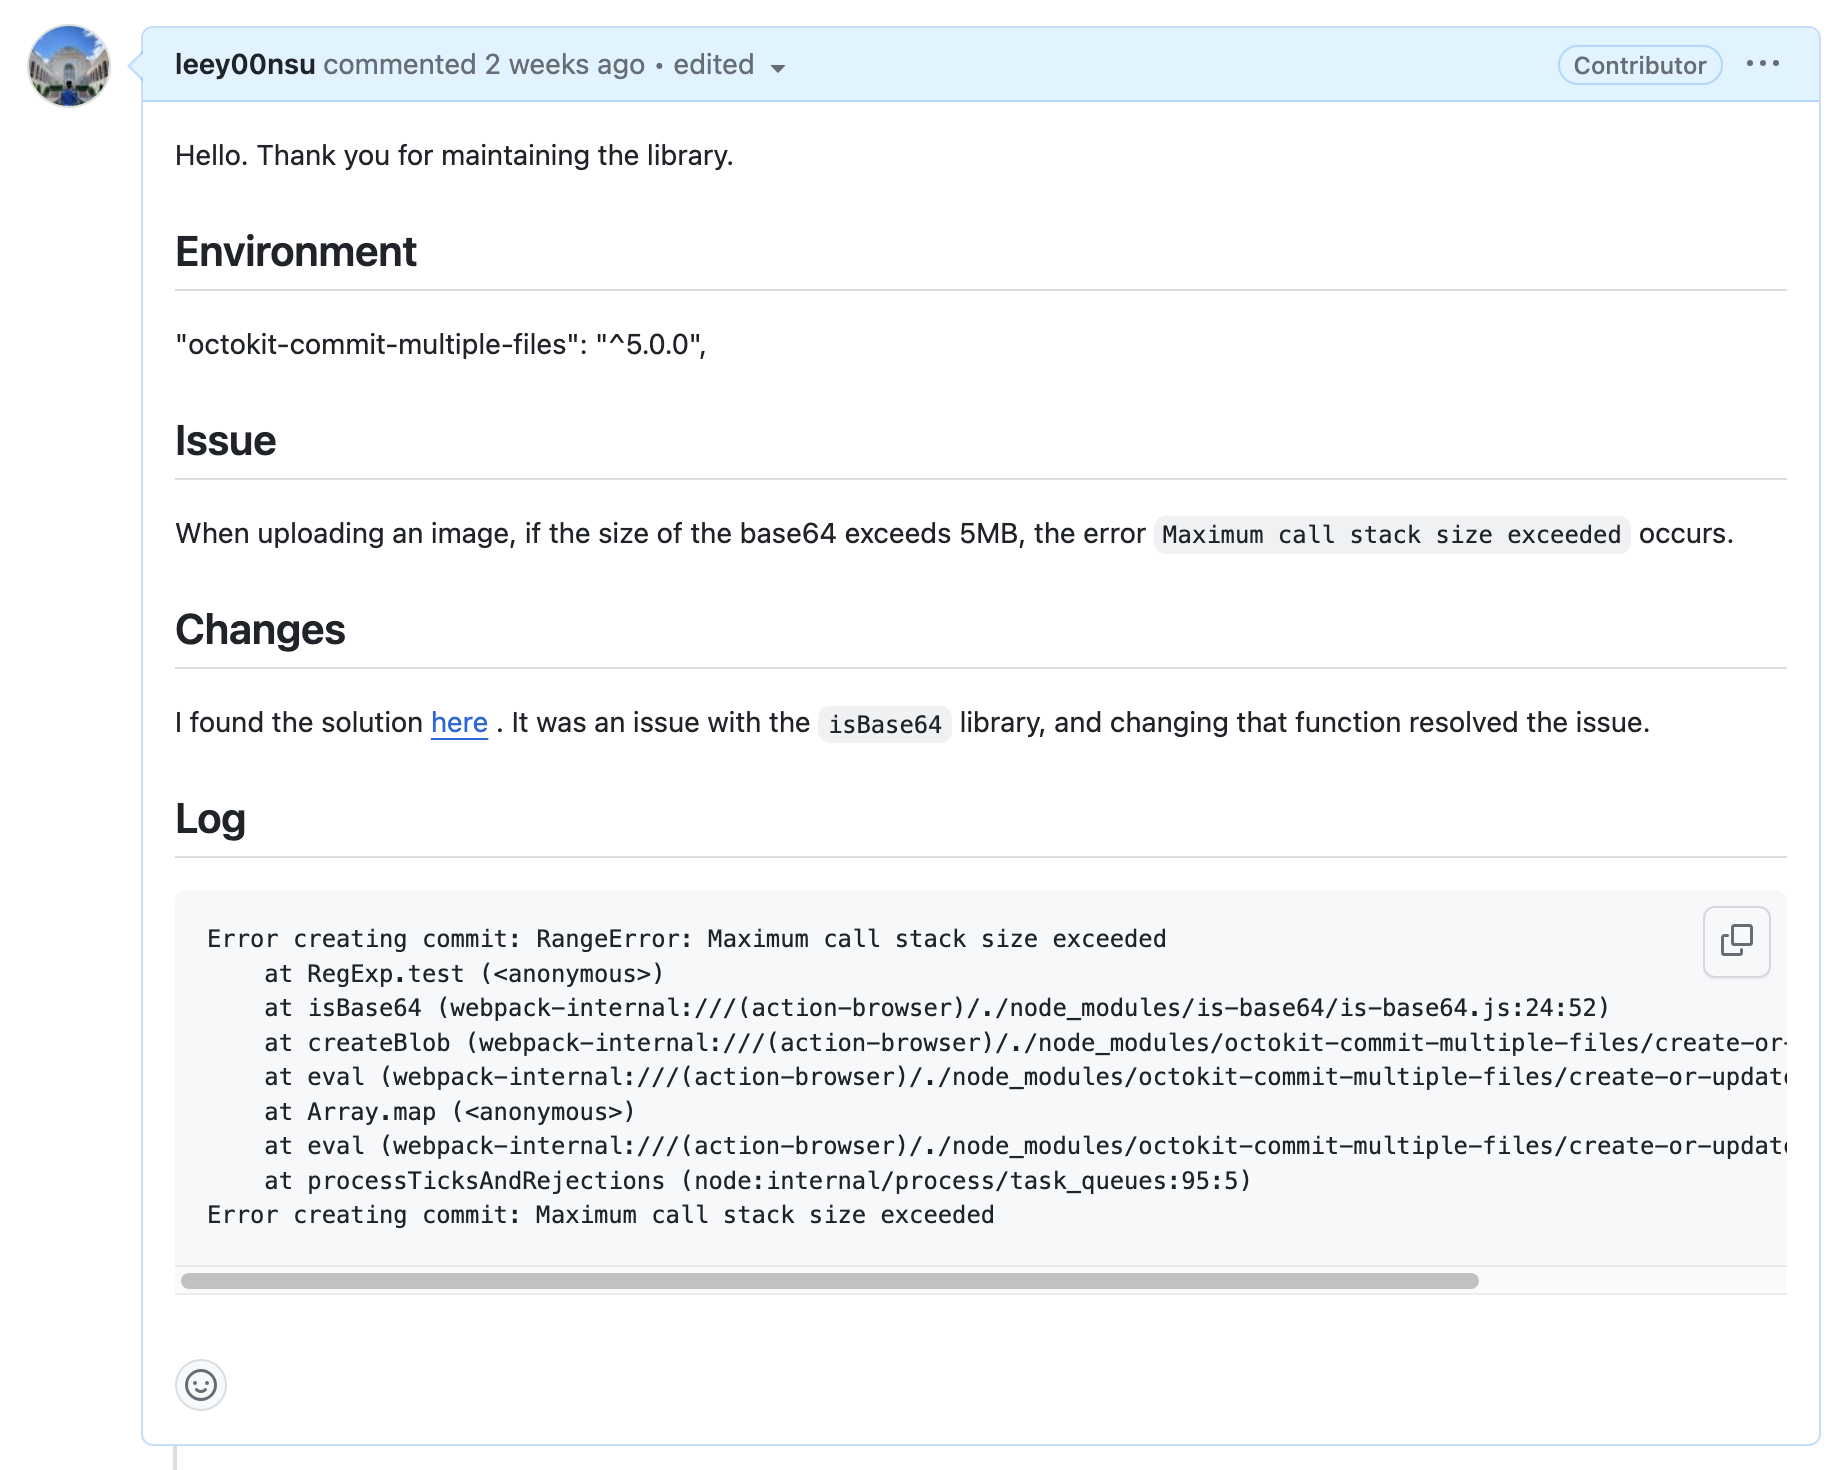 leey00nsu commented 2 weeks ago • edited
Contributor
Hello. Thank you for maintaining the library.
Environment
"octokit-commit-multiple-files": "^5.0.0",
Issue
When uploading an image, if the size of the base64 exceeds 5MB, the error Maximum call stack size exceeded occurs.
Changes
I found the solution here . It was an issue with the isBase64 library, and changing that function resolved the issue.
Log
Error creating commit: RangeError: Maximum call stack size exceeded
    at RegExp.test (<anonymous>)
    at isBase64 (webpack-internal:///(action-browser)/./node_modules/is-base64/is-base64.js:24:52)
    at createBlob (webpack-internal:///(action-browser)/./node_modules/octokit-commit-multiple-files/create-or-
    at eval (webpack-internal:///(action-browser)/./node_modules/octokit-commit-multiple-files/create-or-update
    at Array.map (<anonymous>)
    at eval (webpack-internal:///(action-browser)/./node_modules/octokit-commit-multiple-files/create-or-update
    at processTicksAndRejections (node:internal/process/task_queues:95:5)
Error creating commit: Maximum call stack size exceeded